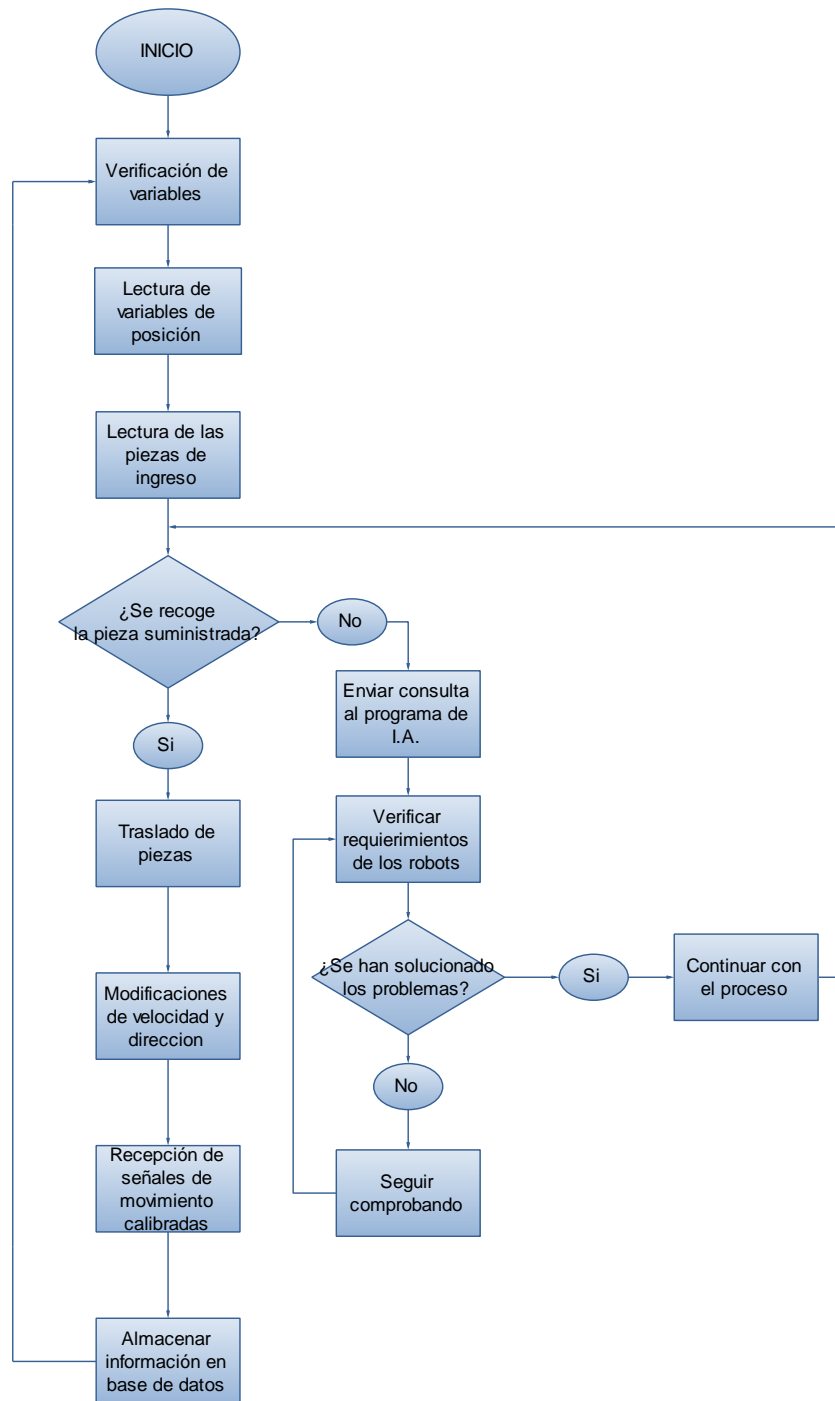 INICIO
Verificación de
variables
Lectura de
variables de
posición
Lectura de las
piezas de
ingreso
¿Se recoge
la pieza suministrada?
No
Enviar consulta
al programa de
I.A.
Si
Verificar
requierimientos
de los robots
Traslado de
piezas
¿Se han solucionado
los problemas?
Si
Continuar con
el proceso
Modificaciones
de velocidad y
direccion
No
Recepción de
señales de
movimiento
calibradas
Seguir
comprobando
Almacenar
información en
base de datos